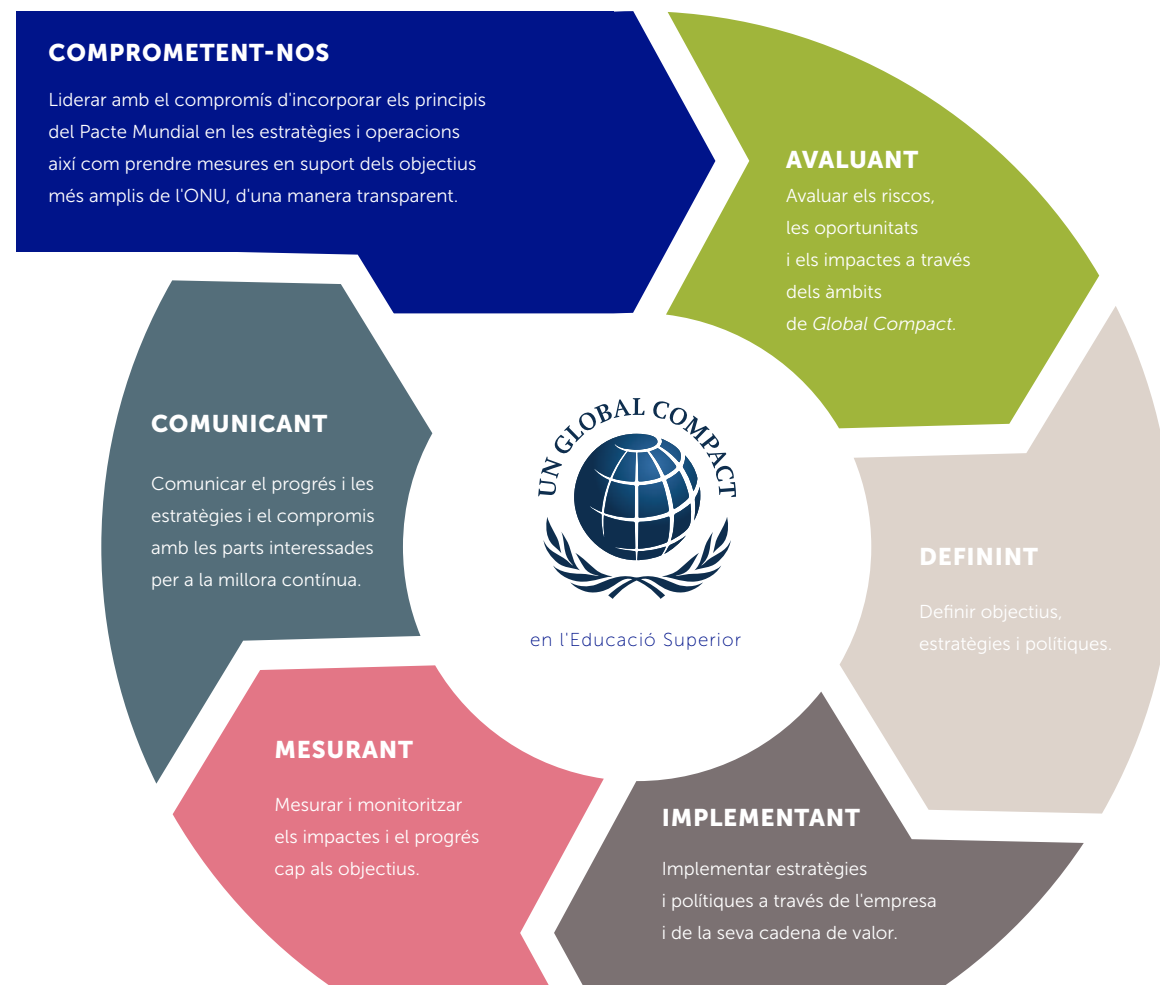 COMPROMETENT-NOS
Liderar amb el compromís d'incorporar els principis
del Pacte Mundial en les estratègies i operacions
així com prendre mesures en suport dels objectius
més amplis de l'ONU, d'una manera transparent.
AVALUANT
Avaluar els riscos,
les oportunitats
i els impactes a través
dels àmbits
de Global Compact.
DEFININT
Definir objectius,
estratègies i polítiques.
IMPLEMENTANT
Implementar estratègies
i polítiques a través de l'empresa
i de la seva cadena de valor.
MESURANT
Mesurar i monitoritzar
els impactes i el progrés
cap als objectius.
COMUNICANT
Comunicar el progrés i les
estratègies i el compromis
amb les parts interessades
per a la millora contínua.
UN GLOBAL COMPACT
en l'Educació Superior